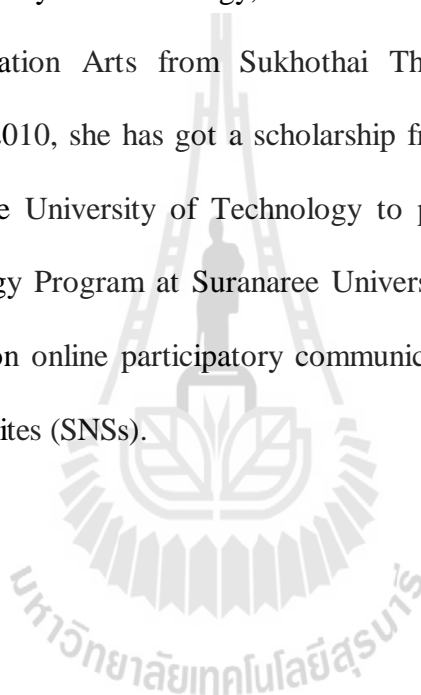 ation Arts from Sukhothai Th
2010, she has got a scholarship fr
e University of Technology to p
gy Program at Suranaree Univers
on online participatory communic
ites (SNSs).
มหาวิทยาลัยเทคโนโลยีสุรนารี